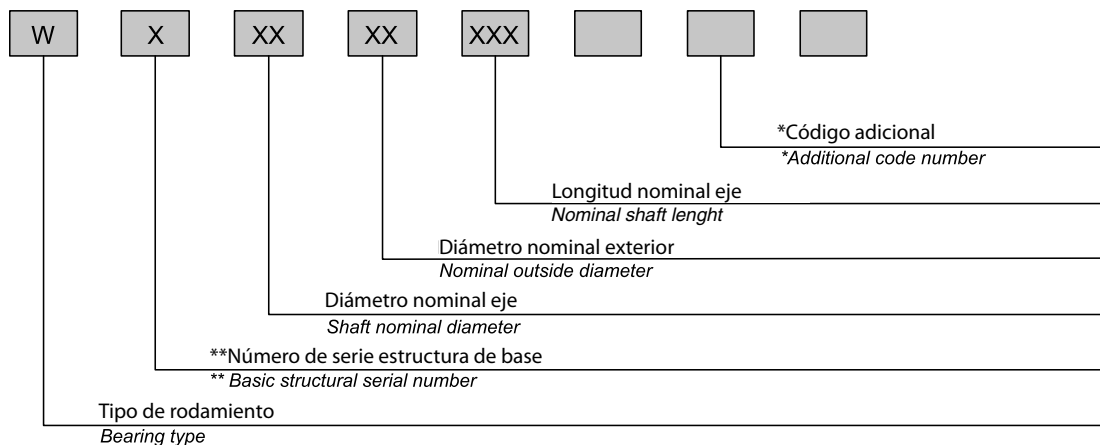 W X XX XX XXX
*Código adicional
*Additional code number
Longitud nominal eje
Nominal shaft lenght
Diámetro nominal exterior
Nominal outside diameter
Diámetro nominal eje
Shaft nominal diameter
**Número de serie estructura de base
** Basic structural serial number
Tipo de rodamiento
Bearing type